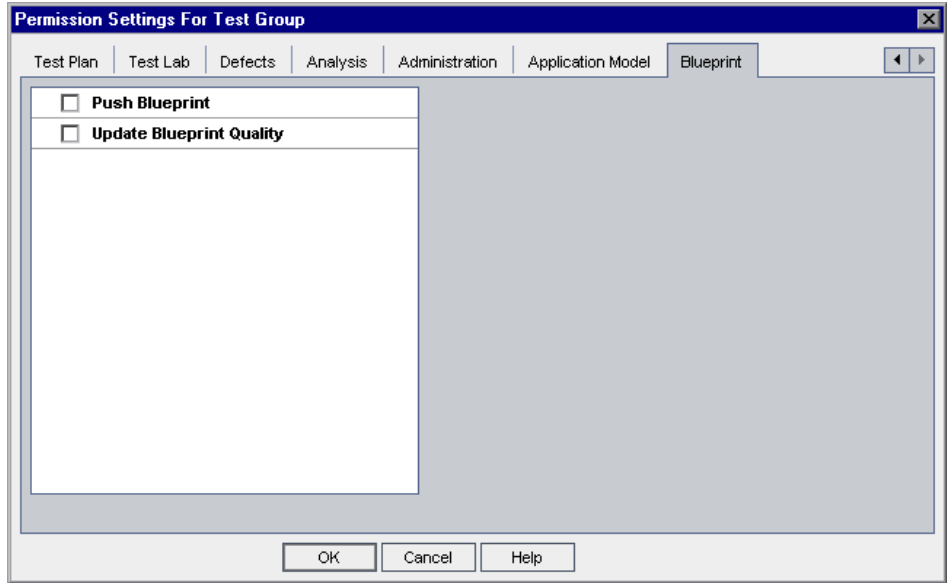 Permission Settings For Test Group
Test Plan Test Lab Defects Analysis Administration Application Model Blueprint
Push Blueprint
Update Blueprint Quality
OK Cancel Help